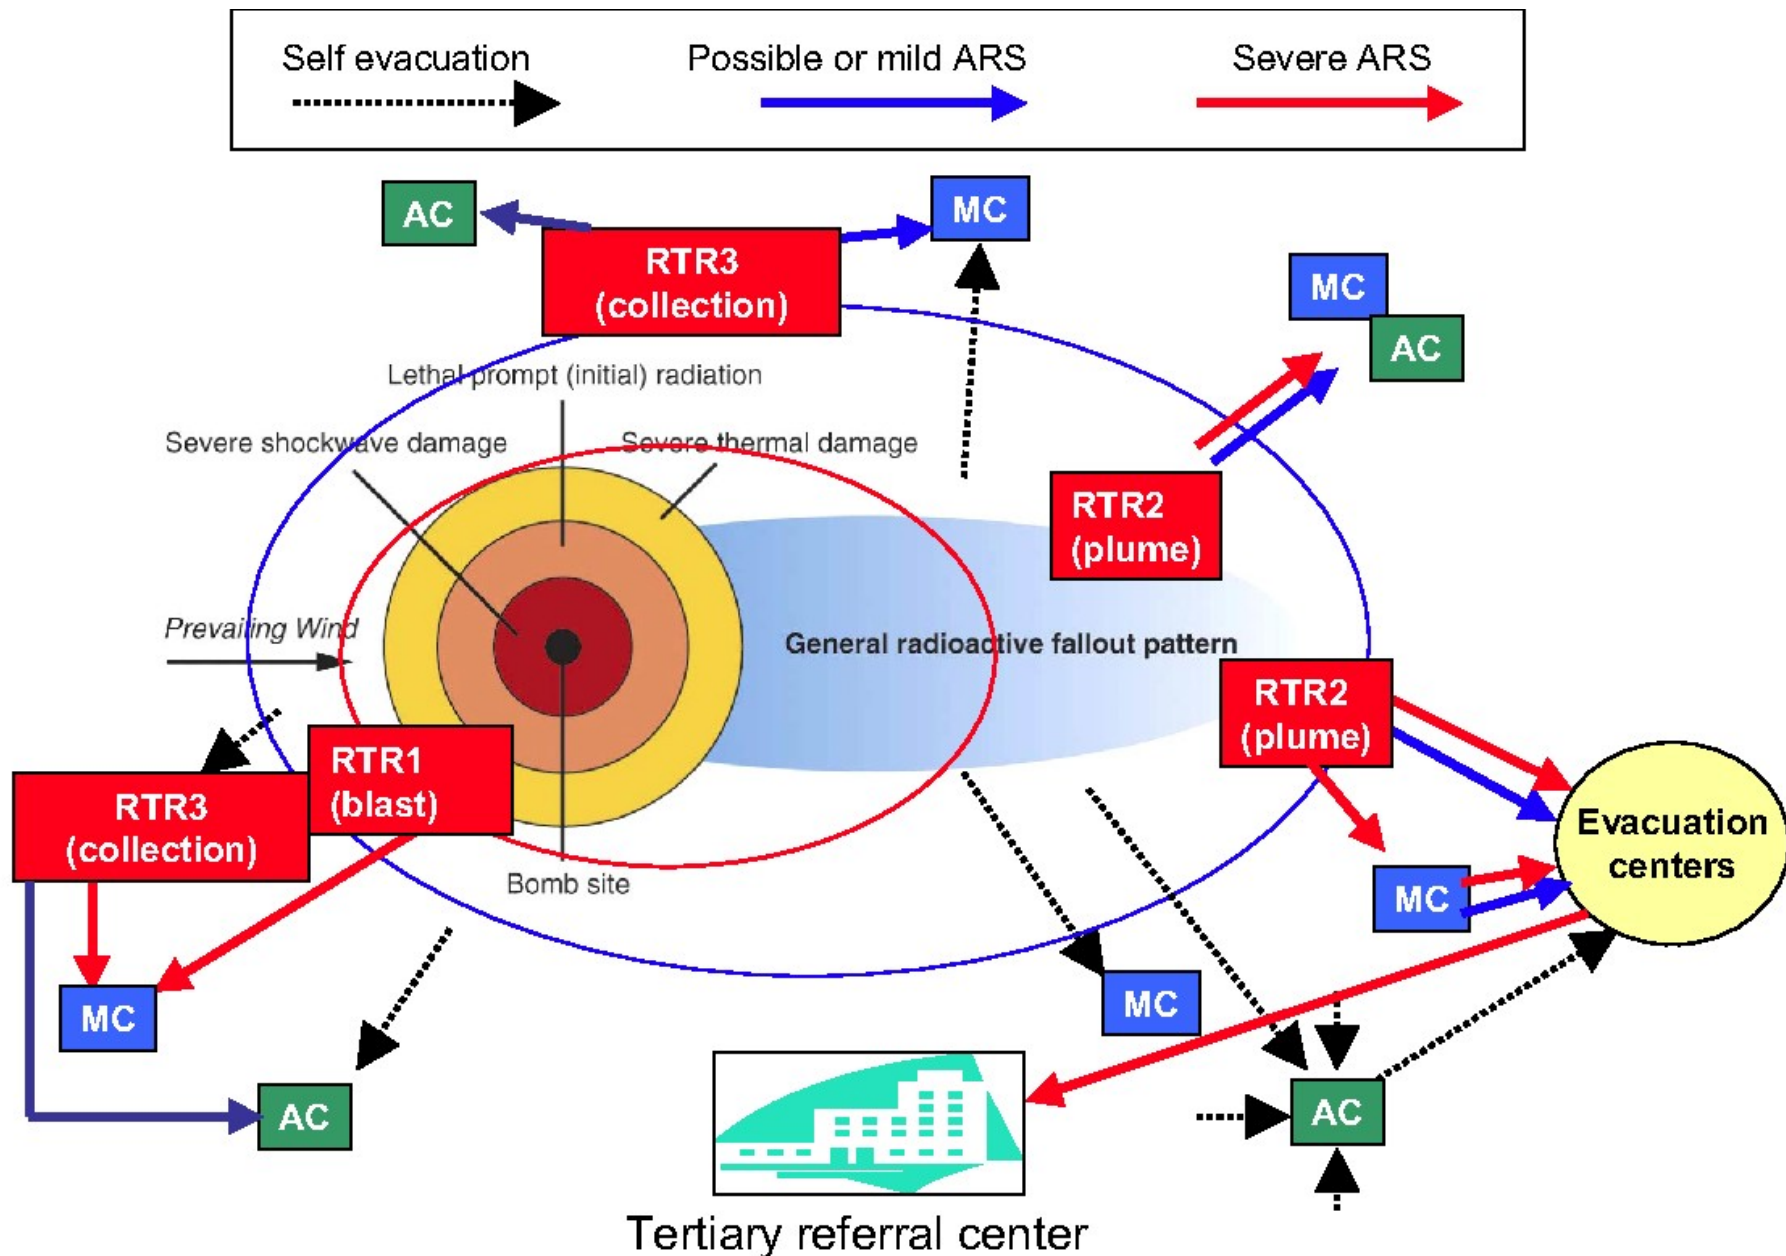 Self evacuation
Possible or mild ARS
Severe ARS
AC
MC
RTR3
(collection)
MC
AC
Lethal prompt (initial) radiation
Severe shockwave damage
Severe thermal damage
RTR2
(plume)
Prevailing Wind
General radioactive fallout pattern
RTR2
(plume)
RTR1
(blast)
RTR3
(collection)
Evacuation
centers
Bomb site
MC
MC
MC
AC
AC
Tertiary referral center